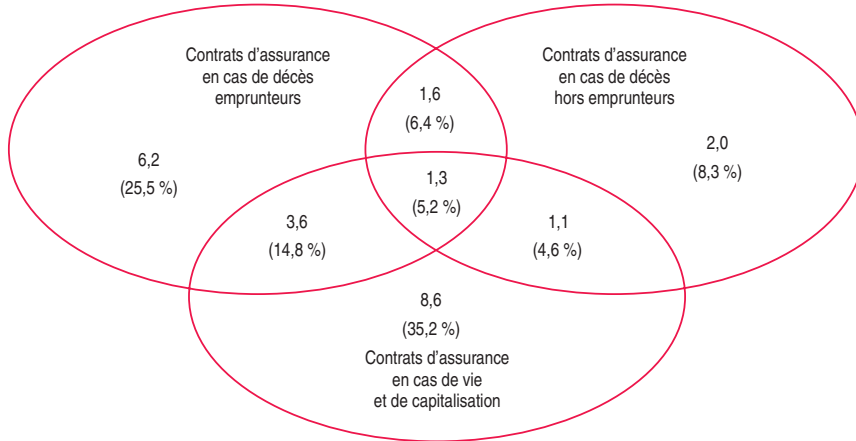 Contrats d'assurance
en cas de décès
emprunteurs
Contrats d'assurance
en cas de décès
hors emprunteurs
1,6
(6,4 %)
6,2
(25,5 %)
2,0
(8,3 %)
1,3
(5,2 %)
3,6
(14,8 %)
1,1
(4,6 %)
8,6
(35,2 %)
Contrats d'assurance
en cas de vie
et de capitalisation